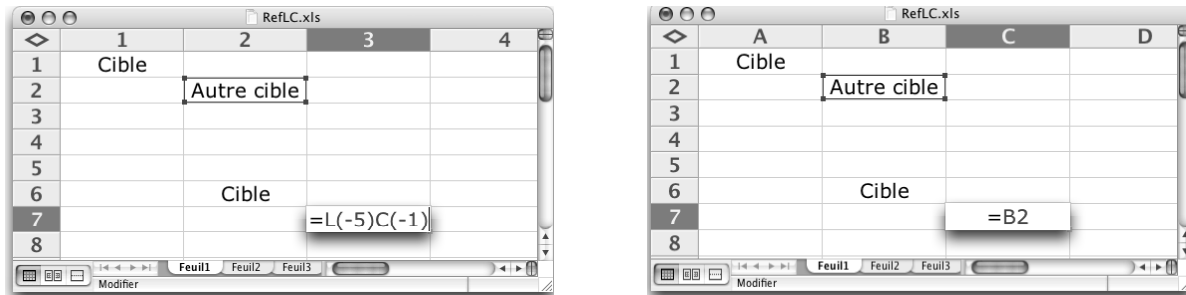 RefLC.xls
1 2 3 4
1 Cible
2 Autre cible
3
4
5
6 Cible
7 =L(-5)C(-1)
8
Feuil1 Feuil2 Feuil3
Modifier
RefLC.xls
A B C D
1 Cible
2 Autre cible
3
4
5
6 Cible
7 =B2
8
Feuil1 Feuil2 Feuil3
Modifier